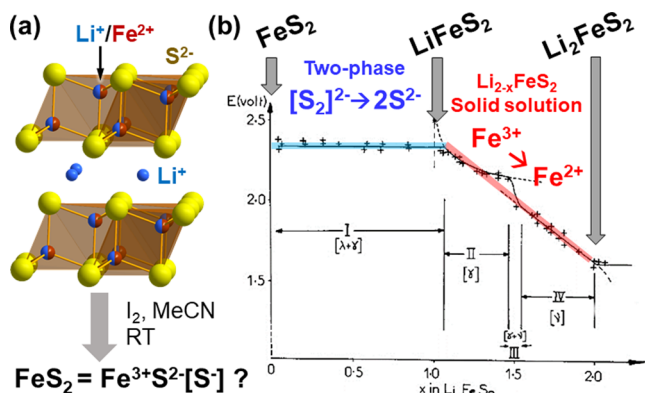 (a)
Li⁺/Fe²⁺
S²⁻
Li⁺
I₂, MeCN
RT
FeS₂ = Fe³⁺S²⁻[S⁻] ?
(b)
FeS₂
LiFeS₂
Li₂FeS₂
Two-phase
[S₂]²⁻→2S²⁻
Li₂₋ₓFeS₂
Solid solution
Fe³⁺
Fe²⁺
E(volt)
2.5
2.0
1.5
I
[λ+ɣ]
II
[ɣ]
IV
[ν]
[ɣ+ν]
III
0
0·5
1·0
1·5
2·0
x in Li Fe S